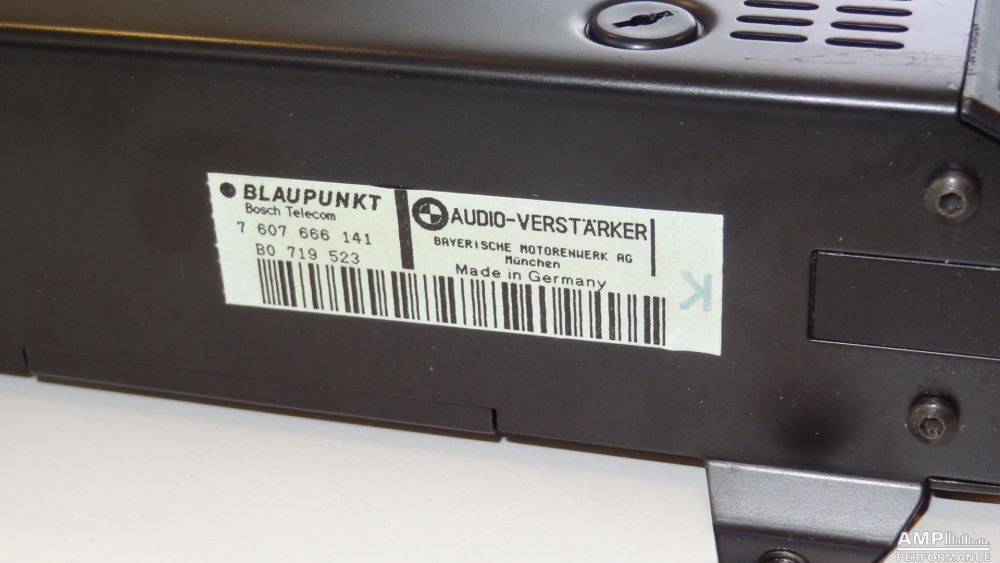 BLAUPUNKT
Bosch Telecom
7 607 666 141
BO 719 523
AUDIO-VERSTÄRKER
BAYERISCHE MOTORENWERK AG
München
Made in Germany
K
AMP
PERFORMANCE